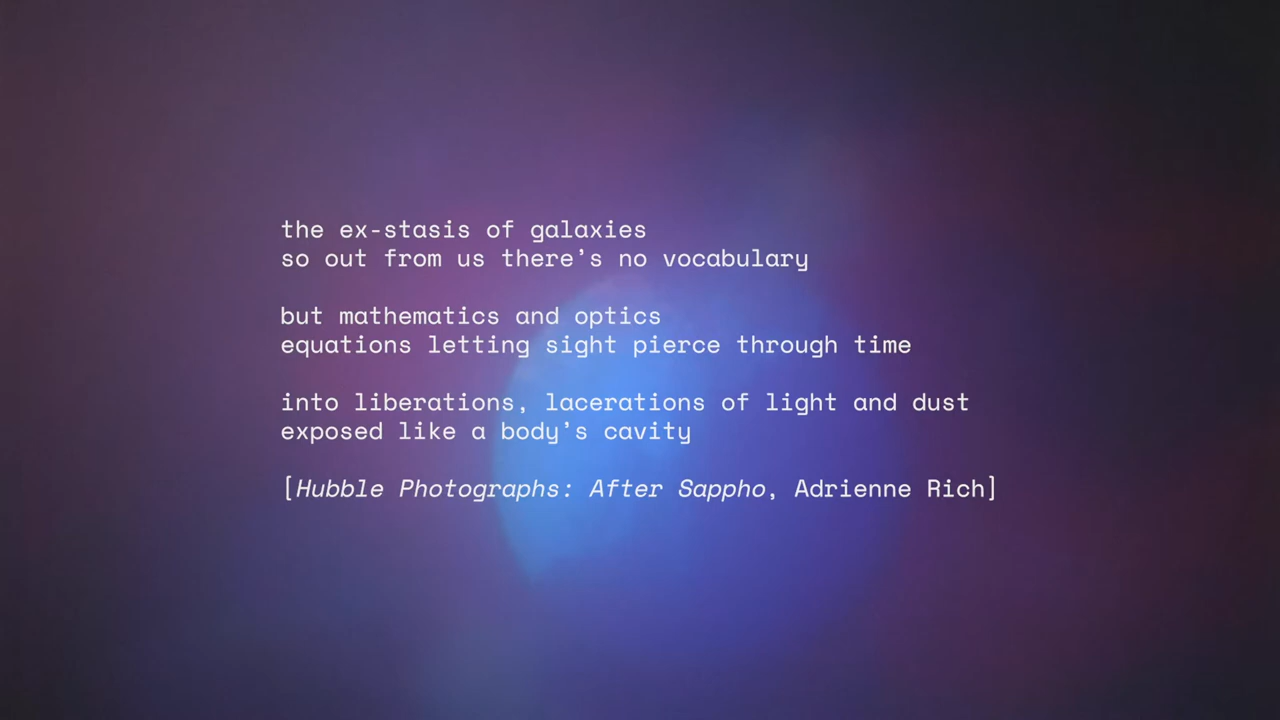 the ex-stasis of galaxies
so out from us there’s no vocabulary
but mathematics and optics
equations letting sight pierce through time
into liberations, lacerations of light and dust
exposed like a body’s cavity
[Hubble Photographs: After Sappho, Adrienne Rich]